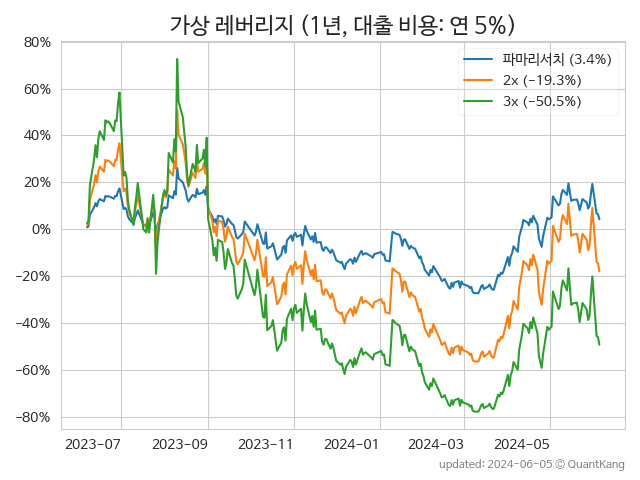 가상 레버리지 (1년, 대출 비용: 연 5%)
파마리서치 (3.4%)
2x (−19.3%)
3x (−50.5%)
80%
60%
40%
20%
0%
−20%
−40%
−60%
−80%
2023-07 2023-09 2023-11 2024-01 2024-03 2024-05
updated: 2024-06-05 ⓒ QuantKang